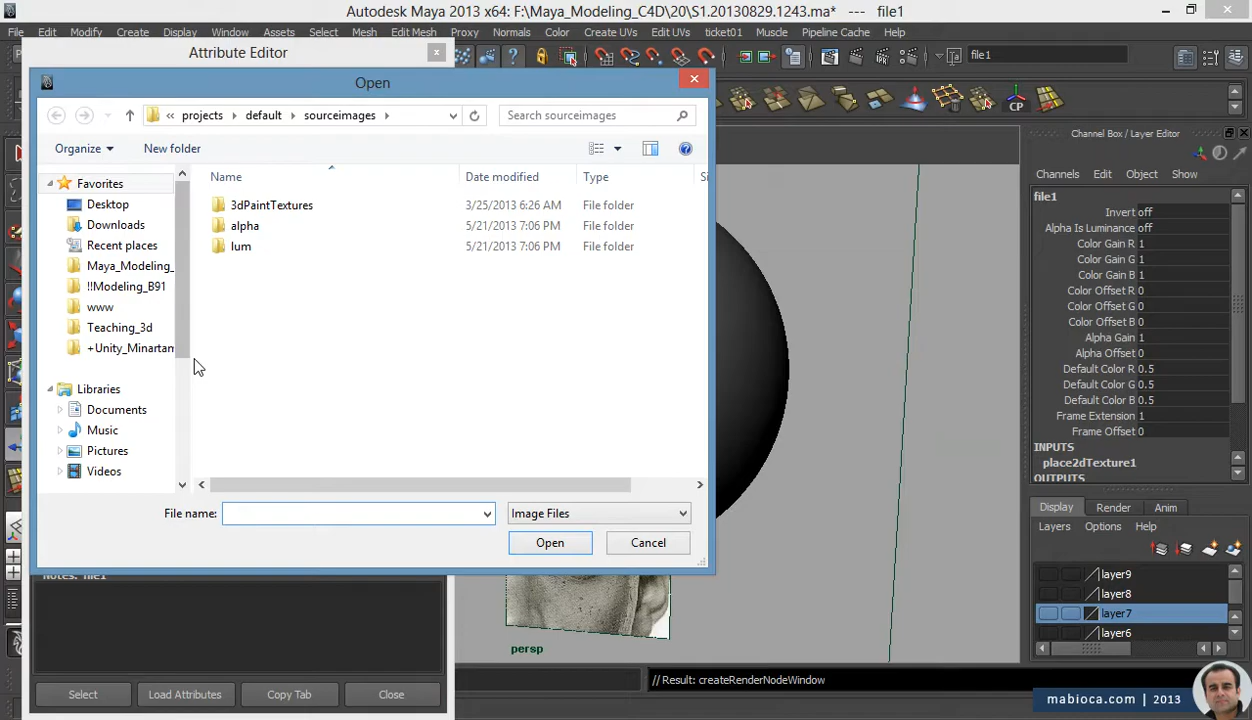 Autodesk Maya 2013 x64: F:\Maya_Modeling_C4D\20\S1.20130829.1243.ma* --- file1
File Edit Modify Create Display Window Assets Select Mesh Edit Mesh Proxy Normals Color Create UVs Edit UVs ticket01 Muscle Pipeline Cache Help
Attribute Editor
file1
Open
CP
« projects default sourceimages
Search sourceimages
Channel Box / Layer Editor
Organize New folder
Channels Edit Object Show
Name Date modified Type Si
Favorites
Desktop
Downloads
Recent places
Maya_Modeling_
!!Modeling_B91
www
Teaching_3d
+Unity_Minartam
Libraries
Documents
Music
Pictures
Videos
3dPaintTextures 3/25/2013 6:26 AM File folder
alpha 5/21/2013 7:06 PM File folder
lum 5/21/2013 7:06 PM File folder
File name: Image Files
Open Cancel
file1
Invert off
Alpha Is Luminance off
Color Gain R 1
Color Gain G 1
Color Gain B 1
Color Offset R 0
Color Offset G 0
Color Offset B 0
Alpha Gain 1
Alpha Offset 0
Default Color R 0.5
Default Color G 0.5
Default Color B 0.5
Frame Extension 1
Frame Offset 0
INPUTS
place2dTexture1
OUTPUTS
Display Render Anim
Layers Options Help
layer9
layer8
layer7
layer6
Notes: file1
persp
Select Load Attributes Copy Tab Close
// Result: createRenderNodeWindow
mabioca.com | 2013